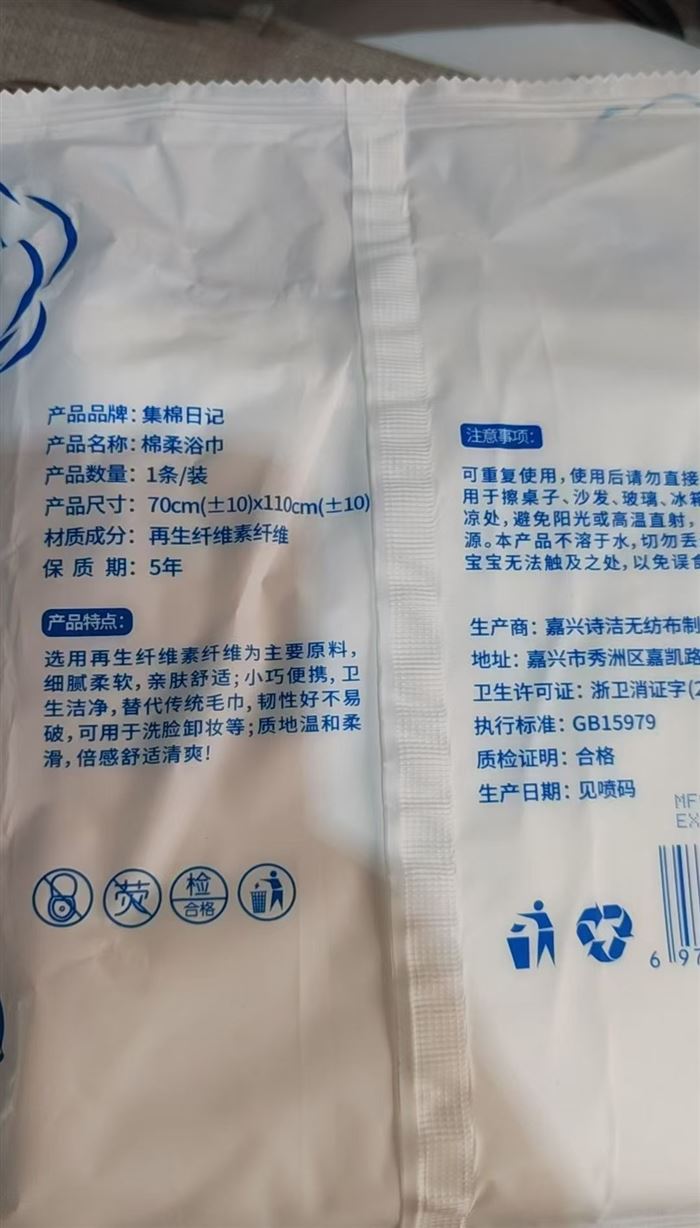 产品品牌：集棉日记
产品名称：棉柔浴巾
产品数量：1条/装
产品尺寸：70cm(±10)x110cm(±10)
材质成分：再生纤维素纤维
保质期：5年
产品特点：
选用再生纤维素纤维为主要原料，
细腻柔软，亲肤舒适；小巧便携，卫
生洁净，替代传统毛巾，韧性好不易
破，可用于洗脸卸妆等；质地温和柔
滑，倍感舒适清爽！
荧
检
合格
注意事项：
可重复使用，使用后请勿直接
用于擦桌子、沙发、玻璃、冰箱
凉处，避免阳光或高温直射，
源。本产品不溶于水，切勿丢
宝宝无法触及之处，以免误食
生产商：嘉兴诗洁无纺布制
地址：嘉兴市秀洲区嘉凯路
卫生许可证：浙卫消证字(2
执行标准：GB15979
质检证明：合格
生产日期：见喷码
MF
EX
6 97